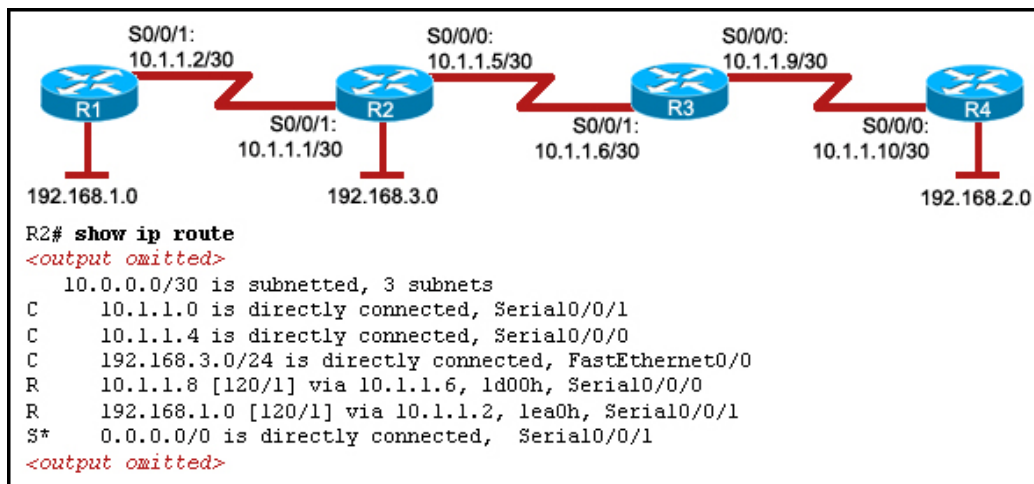 S0/0/1:
10.1.1.2/30
S0/0/0:
10.1.1.5/30
S0/0/0:
10.1.1.9/30
R1
R2
R3
R4
S0/0/1:
10.1.1.1/30
S0/0/1:
10.1.1.6/30
S0/0/0:
10.1.1.10/30
192.168.1.0
192.168.3.0
192.168.2.0
R2# show ip route
<output omitted>
10.0.0.0/30 is subnetted, 3 subnets
C 10.1.1.0 is directly connected, Serial0/0/1
C 10.1.1.4 is directly connected, Serial0/0/0
C 192.168.3.0/24 is directly connected, FastEthernet0/0
R 10.1.1.8 [120/1] via 10.1.1.6, 1d00h, Serial0/0/0
R 192.168.1.0 [120/1] via 10.1.1.2, 1ea0h, Serial0/0/1
S* 0.0.0.0/0 is directly connected, Serial0/0/1
<output omitted>